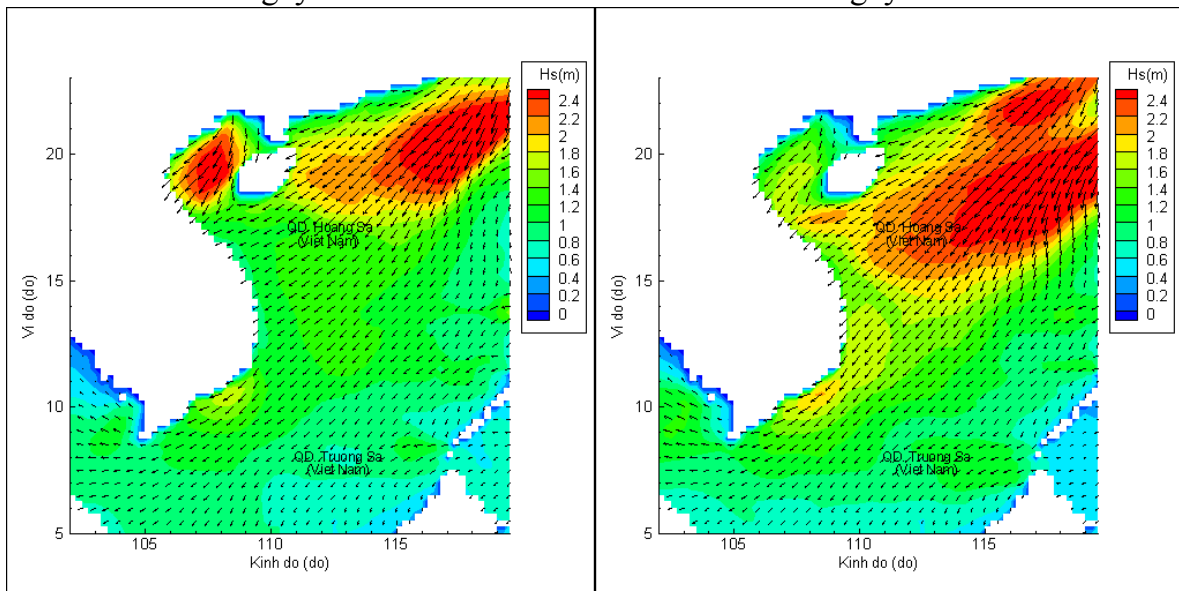 Hs(m)
2.4
2.2
2
1.8
1.6
1.4
1.2
1
0.8
0.6
0.4
0.2
0
20
15
10
5
Vi do (do)
QD. Hoang Sa
(Viet Nam)
QD. Truong Sa
(Viet Nam)
105
110
115
Kinh do (do)
Hs(m)
2.4
2.2
2
1.8
1.6
1.4
1.2
1
0.8
0.6
0.4
0.2
0
20
15
10
5
Vi do (do)
QD. Hoang Sa
(Viet Nam)
QD. Truong Sa
(Viet Nam)
105
110
115
Kinh do (do)